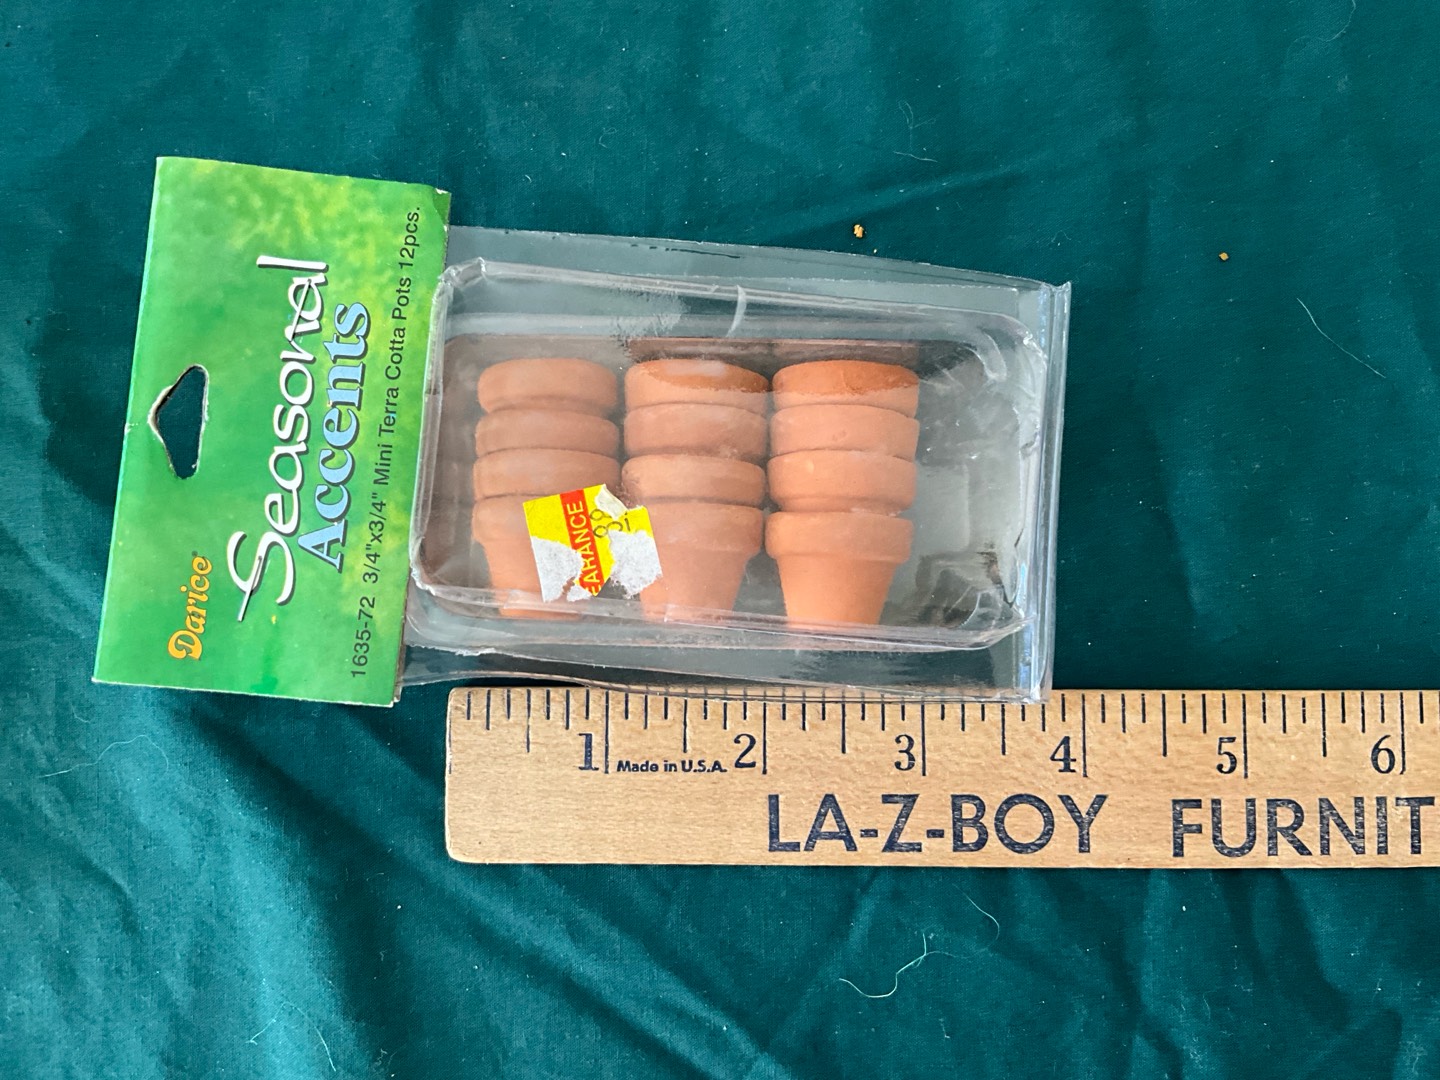 Darice
Seasonal
Accents
1635-72 3/4"x3/4" Mini Terra Cotta Pots 12pcs.
EARANCE
1 2 3 4 5 6
Made in U.S.A.
LA-Z-BOY FURNIT